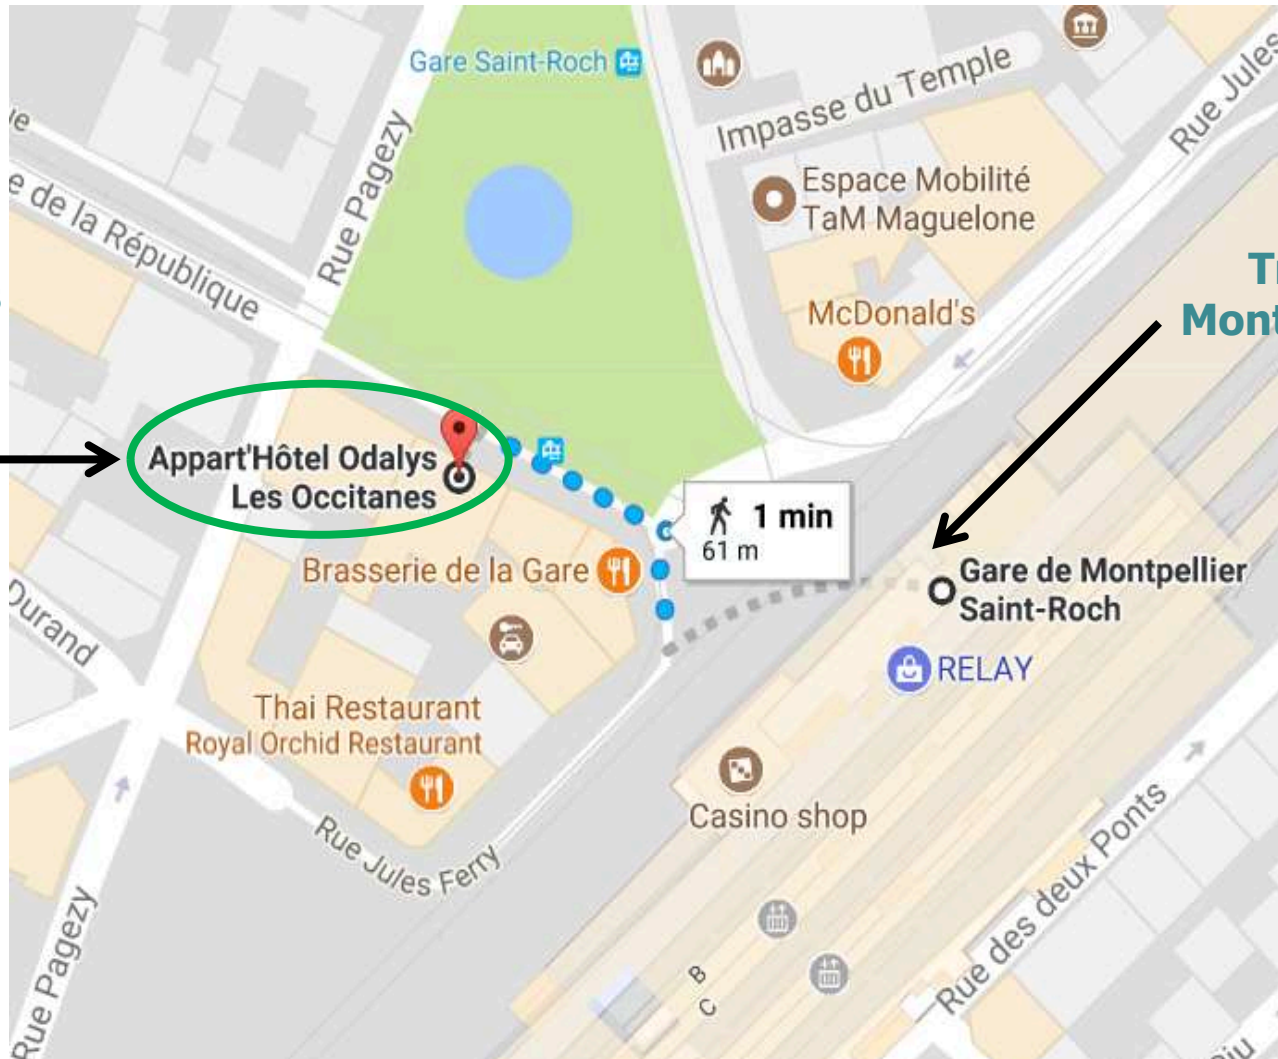 Gare Saint-Roch
Impasse du Temple
Rue Jules
Rue Pagezy
e de la République
Espace Mobilité
TaM Maguelone
McDonald's
Appart'Hôtel Odalys
Les Occitanes
1 min
61 m
Brasserie de la Gare
Gare de Montpellier
Saint-Roch
RELAY
Durand
Thai Restaurant
Royal Orchid Restaurant
Casino shop
Rue Jules Ferry
Rue des deux Ponts
Rue Pagezy
B
C